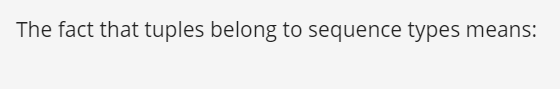 The fact that tuples belong to sequence types means: